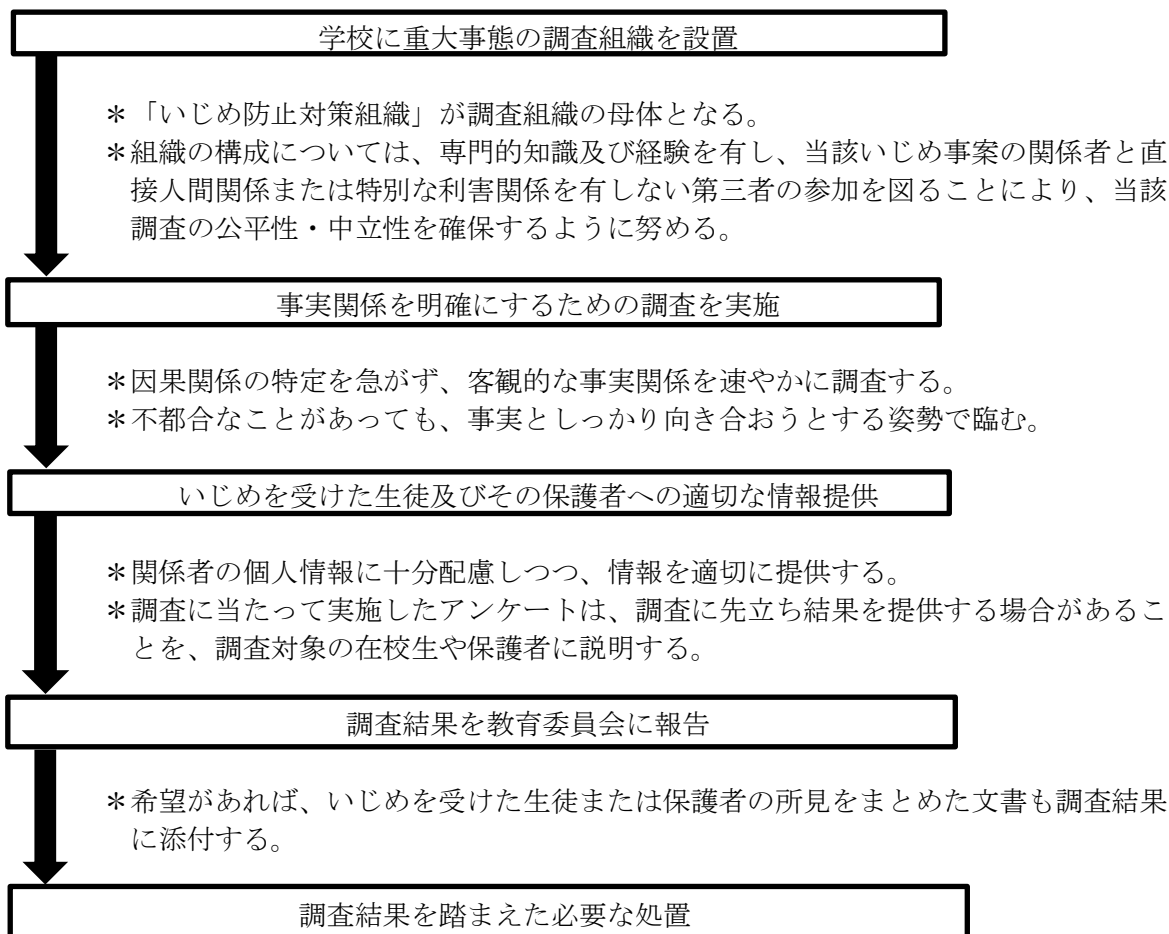 学校に重大事態の調査組織を設置
＊「いじめ防止対策組織」が調査組織の母体となる。
＊組織の構成については、専門的知識及び経験を有し、当該いじめ事案の関係者と直
接人間関係または特別な利害関係を有しない第三者の参加を図ることにより、当該
調査の公平性・中立性を確保するように努める。
事実関係を明確にするための調査を実施
＊因果関係の特定を急がず、客観的な事実関係を速やかに調査する。
＊不都合なことがあっても、事実としっかり向き合おうとする姿勢で臨む。
いじめを受けた生徒及びその保護者への適切な情報提供
＊関係者の個人情報に十分配慮しつつ、情報を適切に提供する。
＊調査に当たって実施したアンケートは、調査に先立ち結果を提供する場合があるこ
とを、調査対象の在校生や保護者に説明する。
調査結果を教育委員会に報告
＊希望があれば、いじめを受けた生徒または保護者の所見をまとめた文書も調査結果
に添付する。
調査結果を踏まえた必要な処置